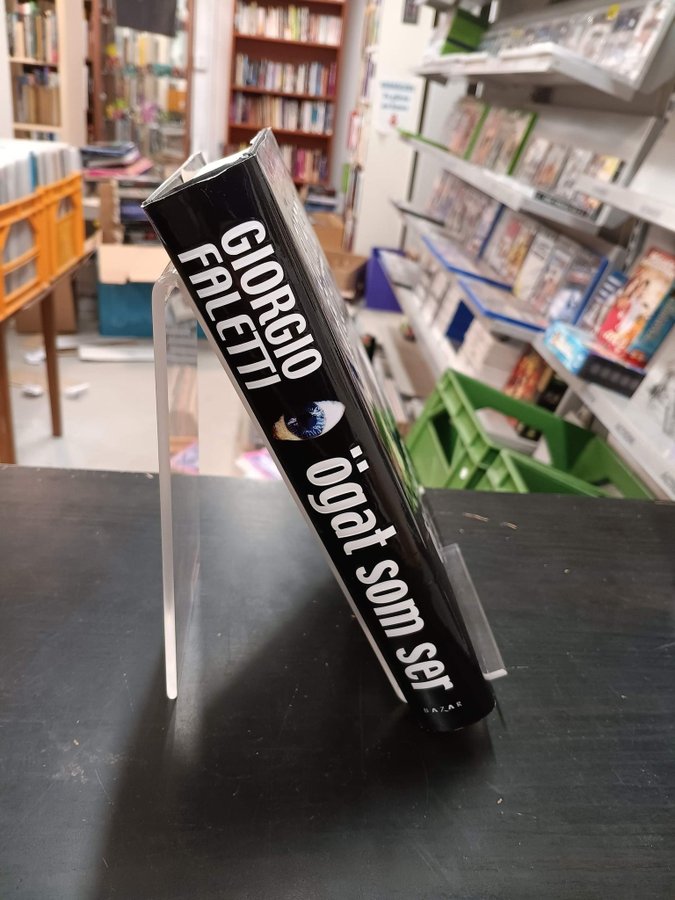 GIORGIO
FALETTI
ögat som ser
BAZAR